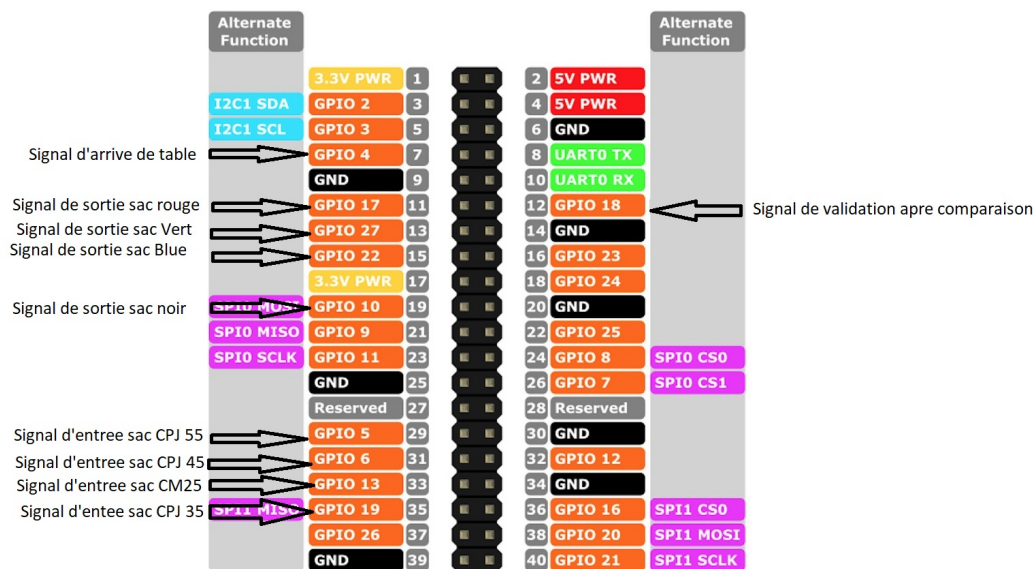 Alternate
Function
Alternate
Function
3.3V PWR 1 2 5V PWR
I2C1 SDA GPIO 2 3 4 5V PWR
I2C1 SCL GPIO 3 5 6 GND
Signal d'arrive de table GPIO 4 7 8 UART0 TX
GND 9 10 UART0 RX
Signal de sortie sac rouge GPIO 17 11 12 GPIO 18 Signal de validation apre comparaison
Signal de sortie sac Vert GPIO 27 13 14 GND
Signal de sortie sac Blue GPIO 22 15 16 GPIO 23
3.3V PWR 17 18 GPIO 24
Signal de sortie sac noir SPI0 MOSI GPIO 10 19 20 GND
SPI0 MISO GPIO 9 21 22 GPIO 25
SPI0 SCLK GPIO 11 23 24 GPIO 8 SPI0 CS0
GND 25 26 GPIO 7 SPI0 CS1
Reserved 27 28 Reserved
Signal d'entree sac CPJ 55 GPIO 5 29 30 GND
Signal d'entree sac CPJ 45 GPIO 6 31 32 GPIO 12
Signal d'entree sac CM25 GPIO 13 33 34 GND
Signal d'entee sac CPJ 35 SPI1 MISO GPIO 19 35 36 GPIO 16 SPI1 CS0
GPIO 26 37 38 GPIO 20 SPI1 MOSI
GND 39 40 GPIO 21 SPI1 SCLK